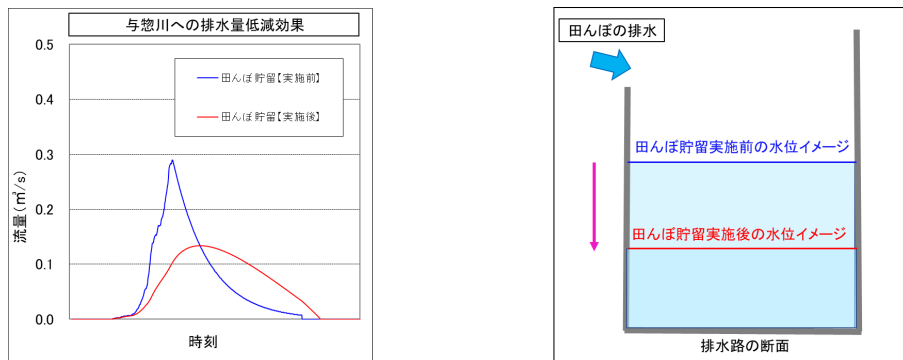 与惣川への排水量低減効果
0.5
0.4
0.3
0.2
0.1
0.0
流量(㎥/s)
田んぼ貯留【実施前】
田んぼ貯留【実施後】
時刻
田んぼの排水
田んぼ貯留実施前の水位イメージ
田んぼ貯留実施後の水位イメージ
排水路の断面